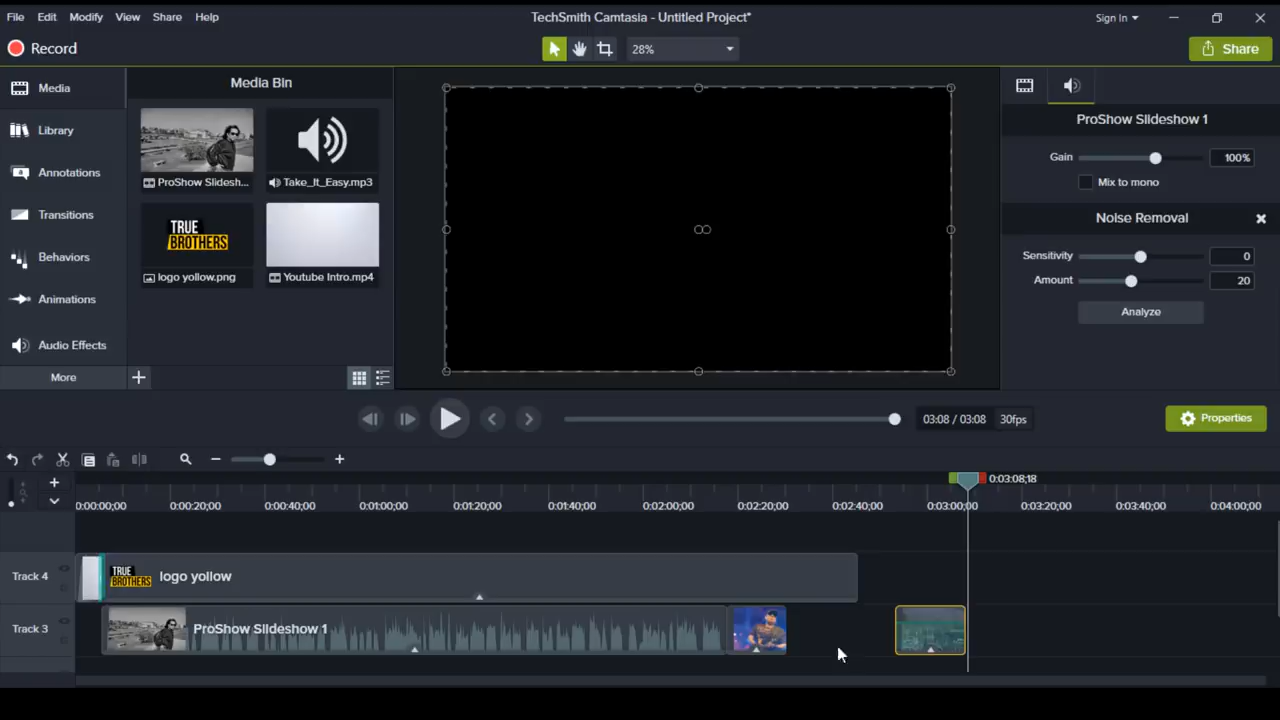 File Edit Modify View Share Help
TechSmith Camtasia - Untitled Project*
Sign In
Record
28%
Share
Media
Library
Annotations
Transitions
Behaviors
Animations
Audio Effects
More
Media Bin
ProShow Slidesh...
Take_It_Easy.mp3
TRUE
BROTHERS
logo yollow.png
Youtube Intro.mp4
ProShow Slideshow 1
Gain 100%
Mix to mono
Noise Removal
Sensitivity 0
Amount 20
Analyze
03:08 / 03:08 30fps
Properties
0:03:08;18
0:00:00;00 0:00:20;00 0:00:40;00 0:01:00;00 0:01:20;00 0:01:40;00 0:02:00;00 0:02:20;00 0:02:40;00 0:03:00;00 0:03:20;00 0:03:40;00 0:04:00;00
Track 4
TRUE
BROTHERS
logo yollow
Track 3
ProShow Slideshow 1